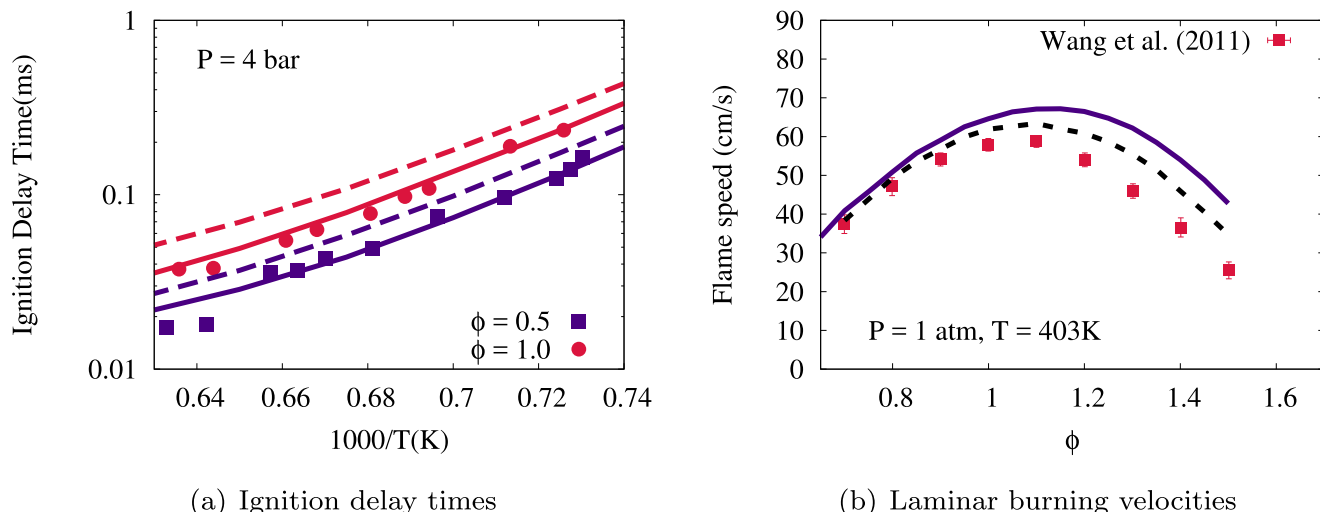 1
0.1
0.01
Ignition Delay Time(ms)
P = 4 bar
ϕ = 0.5
ϕ = 1.0
0.64 0.66 0.68 0.7 0.72 0.74
1000/T(K)
(a) Ignition delay times
90
80
70
60
50
40
30
20
10
0
Flame speed (cm/s)
Wang et al. (2011)
P = 1 atm, T = 403K
0.8 1 1.2 1.4 1.6
ϕ
(b) Laminar burning velocities